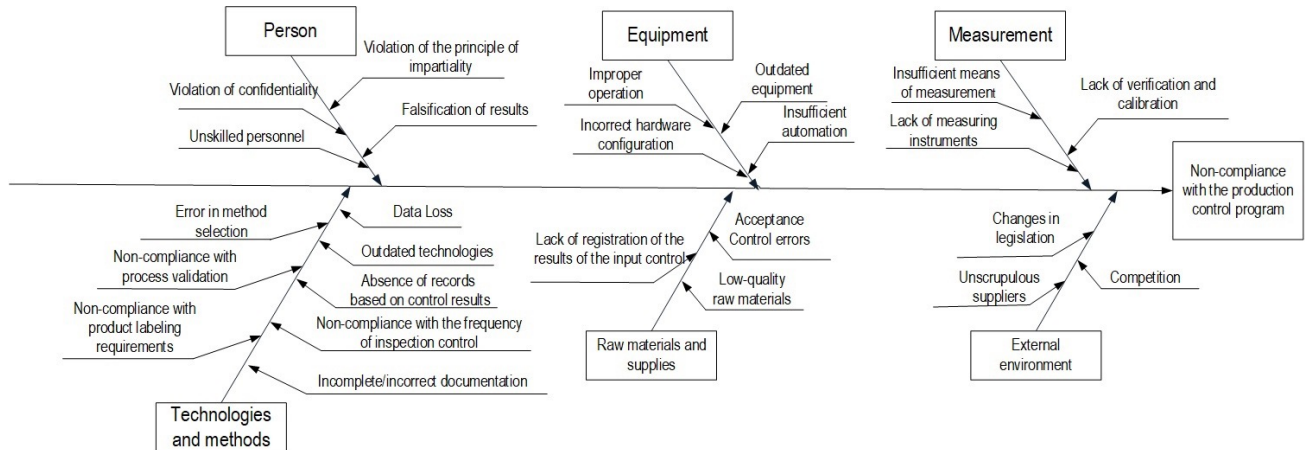 Person
Violation of the principle of
impartiality
Violation of confidentiality
Falsification of results
Unskilled personnel
Equipment
Improper
operation
Outdated
equipment
Incorrect hardware
configuration
Insufficient
automation
Measurement
Insufficient means
of measurement
Lack of verification and
calibration
Lack of measuring
instruments
Non-compliance
with the production
control program
Error in method
selection
Data Loss
Non-compliance with
process validation
Outdated technologies
Absence of records
based on control results
Non-compliance with
product labeling
requirements
Non-compliance with the frequency
of inspection control
Incomplete/incorrect documentation
Technologies
and methods
Lack of registration of the
results of the input control
Acceptance
Control errors
Low-quality
raw materials
Raw materials and
supplies
Changes in
legislation
Unscrupulous
suppliers
Competition
External
environment